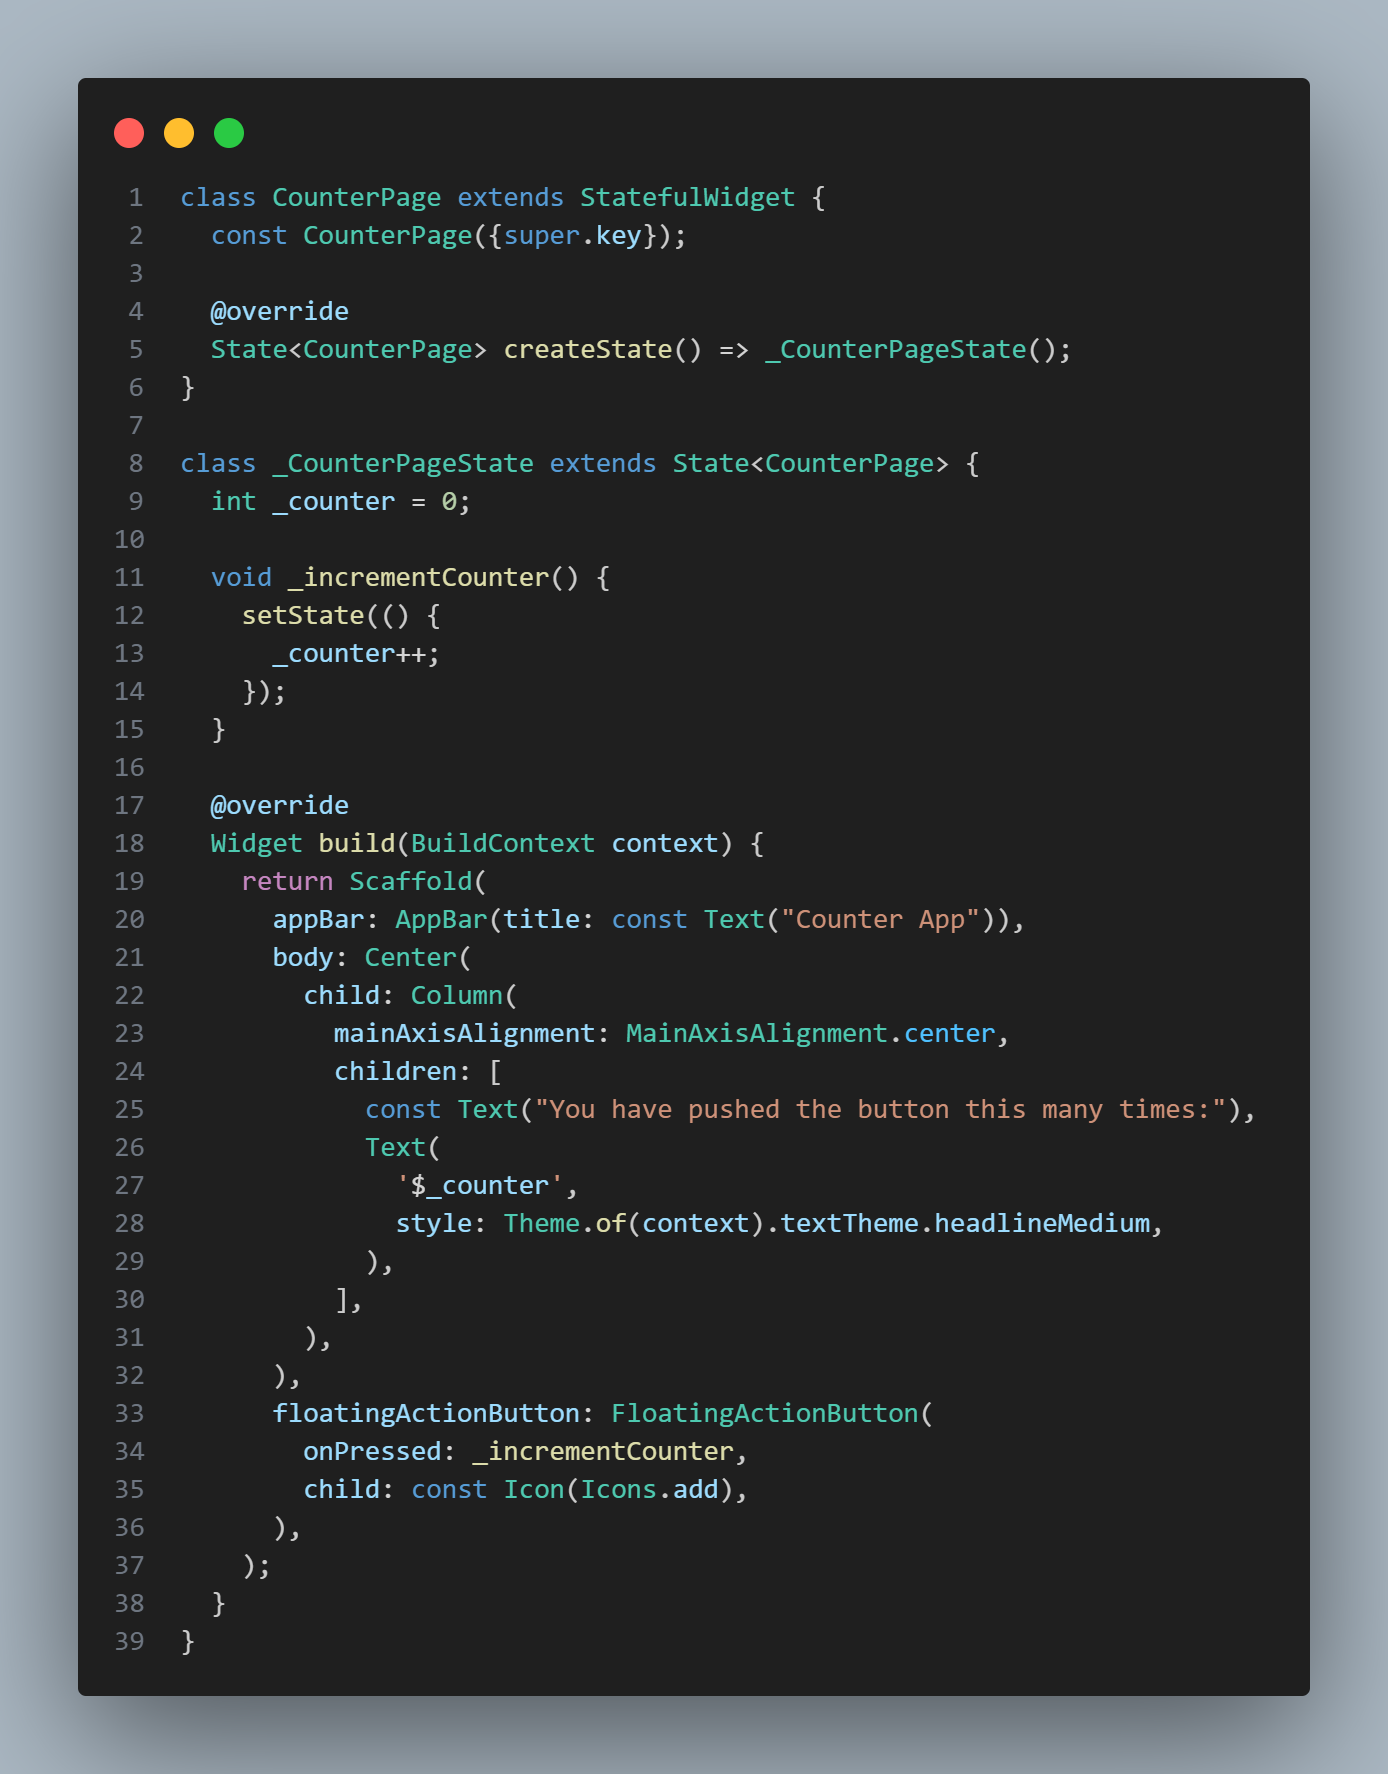 1 class CounterPage extends StatefulWidget {
2   const CounterPage({super.key});
3
4   @override
5   State<CounterPage> createState() => _CounterPageState();
6 }
7
8 class _CounterPageState extends State<CounterPage> {
9   int _counter = 0;
10
11   void _incrementCounter() {
12     setState(() {
13       _counter++;
14     });
15   }
16
17   @override
18   Widget build(BuildContext context) {
19     return Scaffold(
20       appBar: AppBar(title: const Text("Counter App")),
21       body: Center(
22         child: Column(
23           mainAxisAlignment: MainAxisAlignment.center,
24           children: [
25             const Text("You have pushed the button this many times:"),
26             Text(
27               '$_counter',
28               style: Theme.of(context).textTheme.headlineMedium,
29             ),
30           ],
31         ),
32       ),
33       floatingActionButton: FloatingActionButton(
34         onPressed: _incrementCounter,
35         child: const Icon(Icons.add),
36       ),
37     );
38   }
39 }